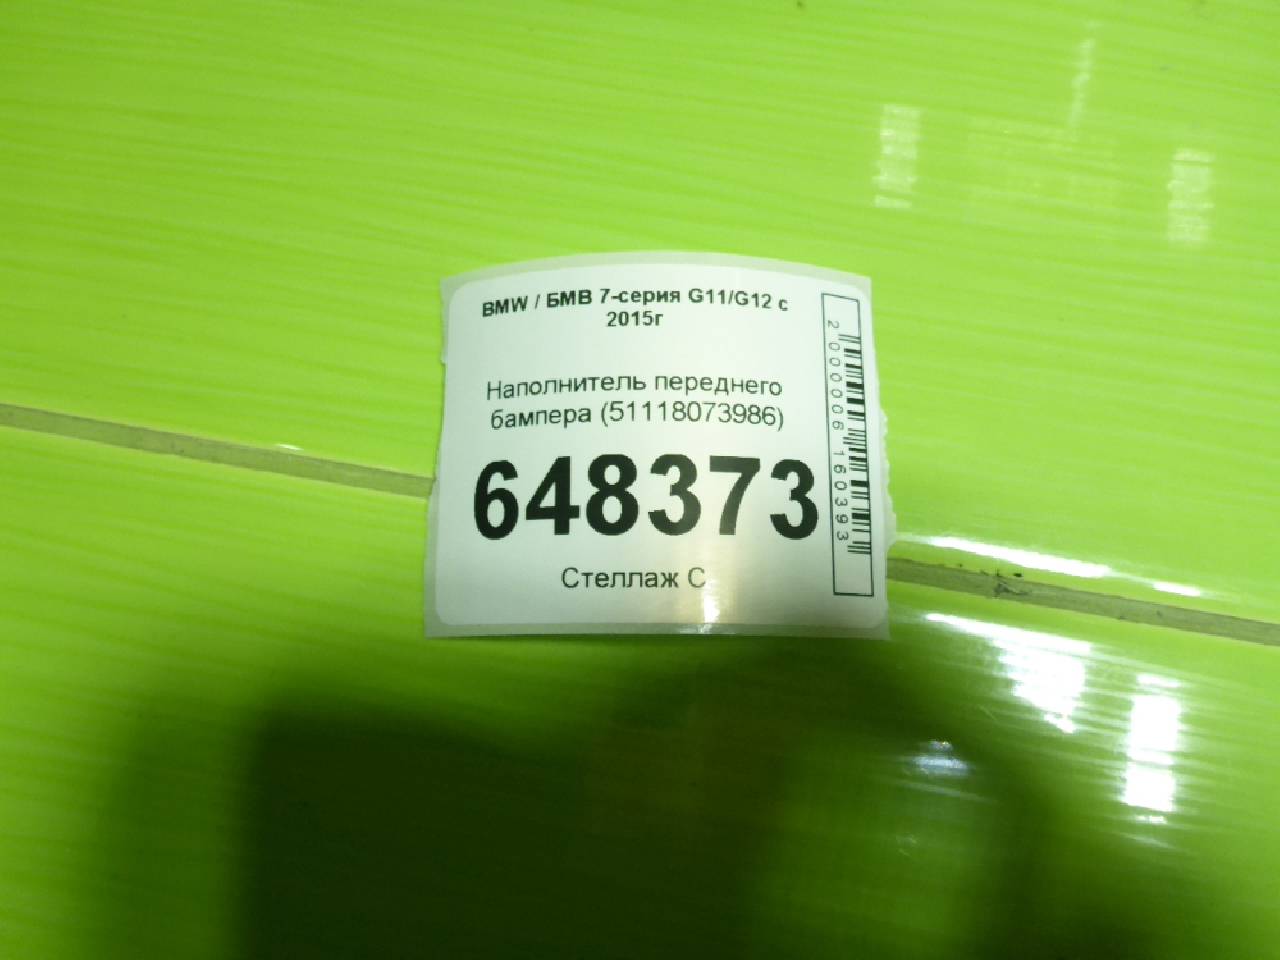 BMW / БМВ 7-серия G11/G12 с
2015г
Наполнитель переднего
бампера (51118073986)
648373
Стеллаж С
2000006160393